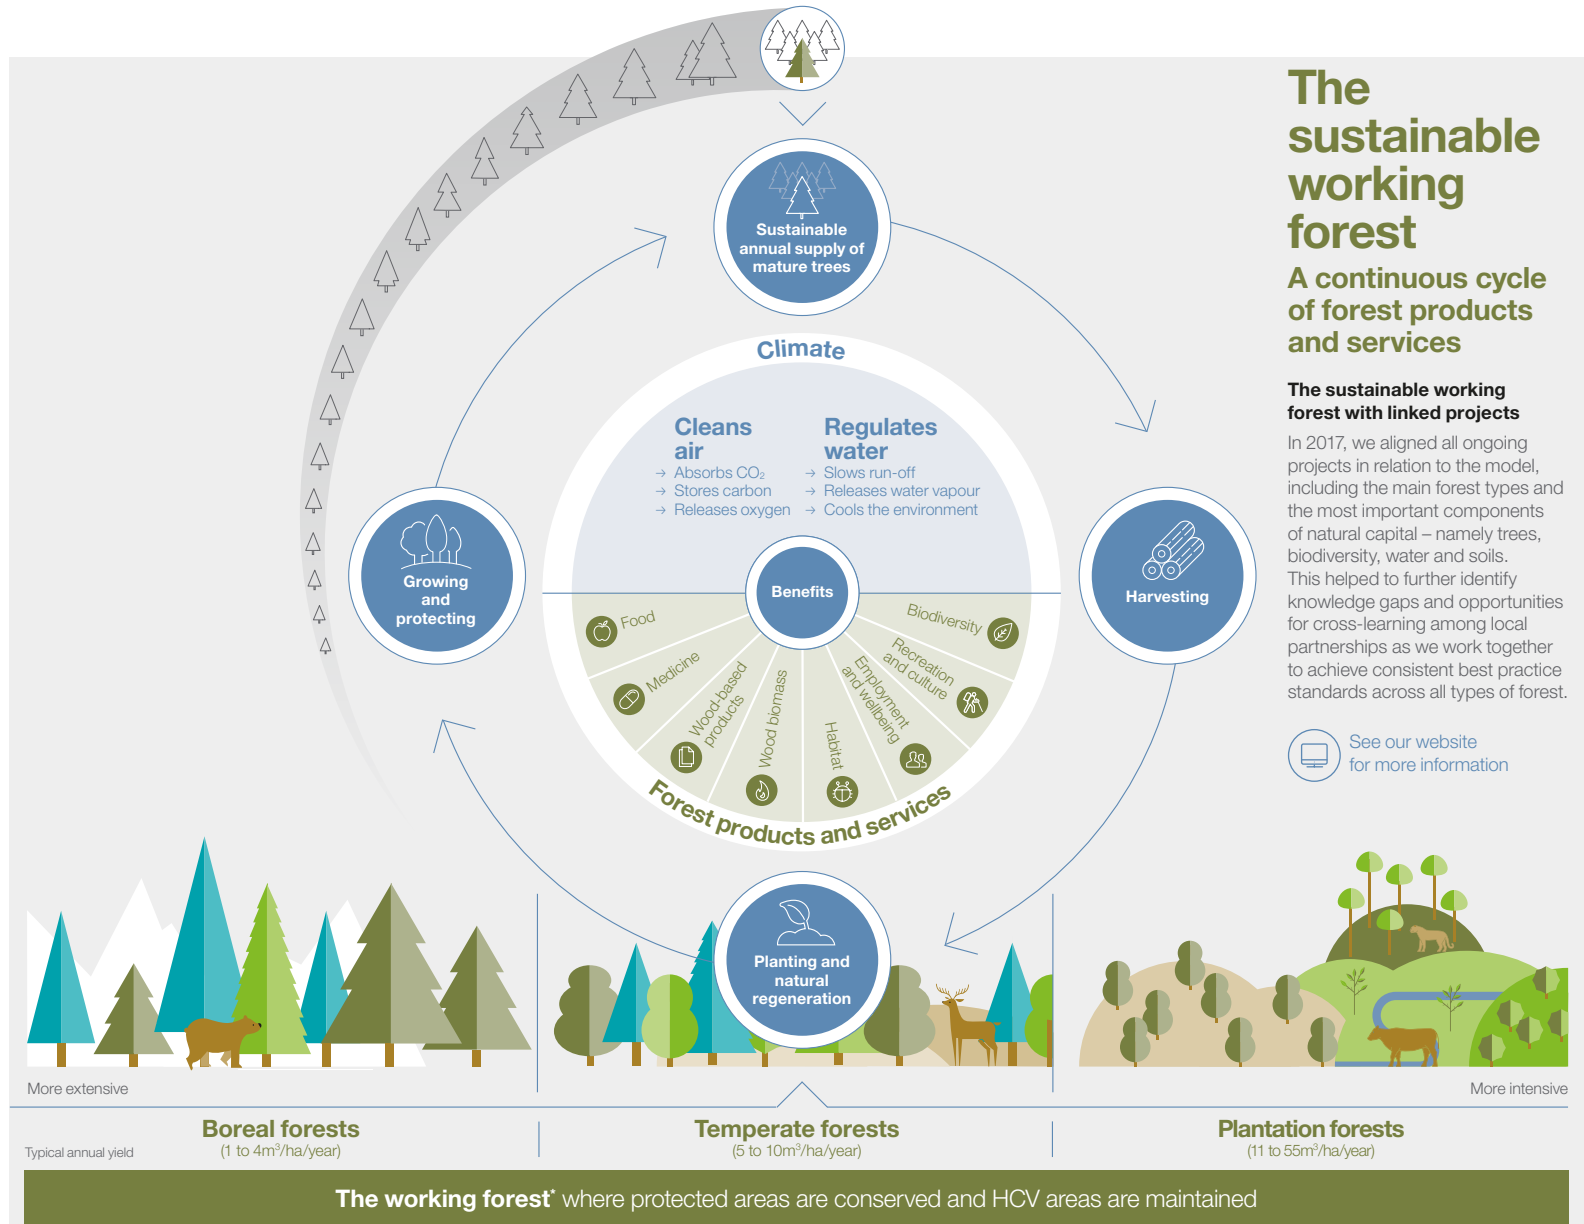 The
sustainable
working
forest
A continuous cycle
of forest products
and services
The sustainable working
forest with linked projects
In 2017, we aligned all ongoing
projects in relation to the model,
including the main forest types and
the most important components
of natural capital – namely trees,
biodiversity, water and soils.
This helped to further identify
knowledge gaps and opportunities
for cross-learning among local
partnerships as we work together
to achieve consistent best practice
standards across all types of forest.
See our website
for more information
Sustainable
annual supply of
mature trees
Harvesting
Planting and
natural
regeneration
Growing
and
protecting
Climate
Cleans
air
→ Absorbs CO₂
→ Stores carbon
→ Releases oxygen
Regulates
water
→ Slows run-off
→ Releases water vapour
→ Cools the environment
Benefits
Food
Medicine
Wood-based
products
Wood biomass
Habitat
Employment
and wellbeing
Recreation
and culture
Biodiversity
Forest products and services
More extensive
More intensive
Typical annual yield
Boreal forests
(1 to 4m³/ha/year)
Temperate forests
(5 to 10m³/ha/year)
Plantation forests
(11 to 55m³/ha/year)
The working forest* where protected areas are conserved and HCV areas are maintained